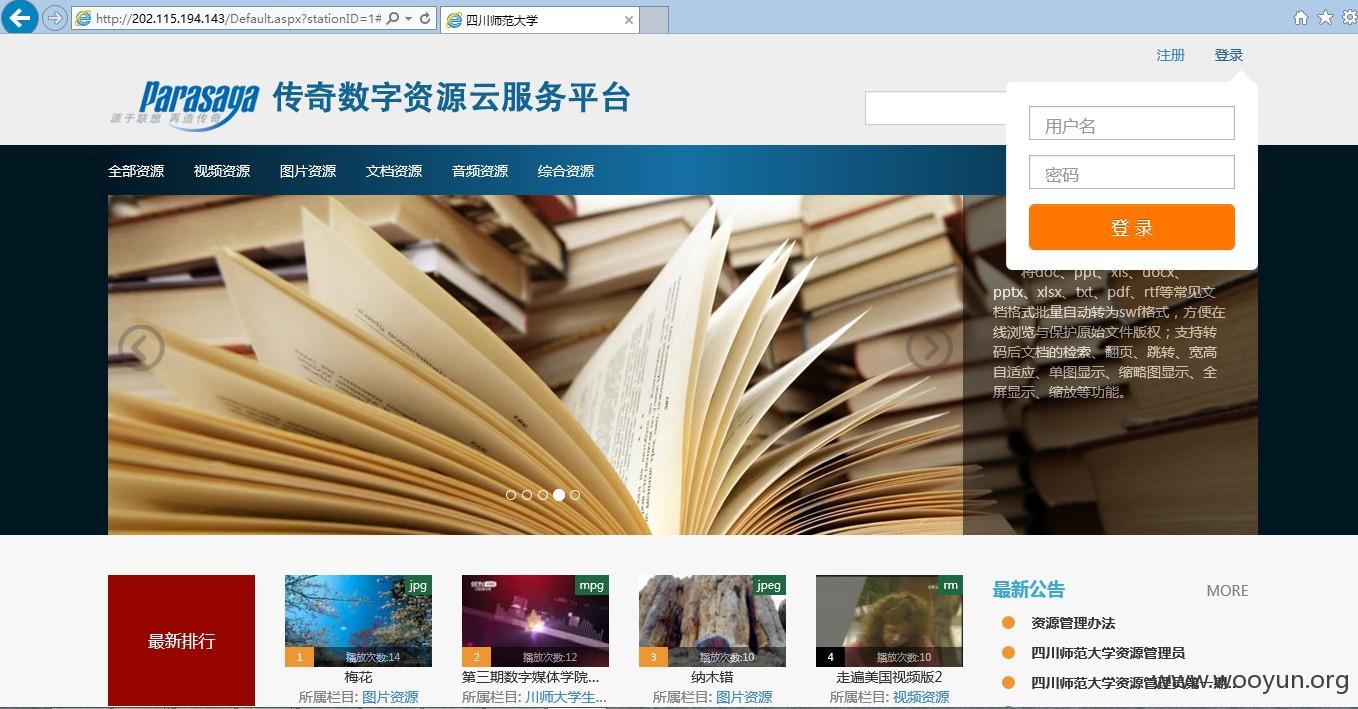 http://202.115.194.143/Default.aspx?stationID=1#
四川师范大学
注册 登录
Parasaga
源于联想 再造传奇
传奇数字资源云服务平台
用户名
密码
登 录
全部资源 视频资源 图片资源 文档资源 音频资源 综合资源
将doc、ppt、xls、docx、
pptx、xlsx、txt、pdf、rtf等常见文
档格式批量自动转为swf格式，方便在
线浏览与保护原始文件版权；支持转
码后文档的检索、翻页、跳转、宽高
自适应、单图显示、缩略图显示、全
屏显示、缩放等功能。
最新排行
jpg
1 播放次数:14
梅花
所属栏目: 图片资源
mpg
2 播放次数:12
第三期数字媒体学院...
所属栏目: 川师大学生...
jpeg
3 播放次数:10
纳木错
所属栏目: 图片资源
rm
4 播放次数:10
走遍美国视频版2
所属栏目: 视频资源
最新公告 MORE
资源管理办法
四川师范大学资源管理员
四川师范大学资源管理员第一期
www.wooyun.org